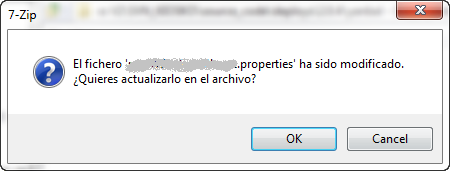 7-Zip
El fichero '.properties' ha sido modificado.
¿Quieres actualizarlo en el archivo?
OK
Cancel